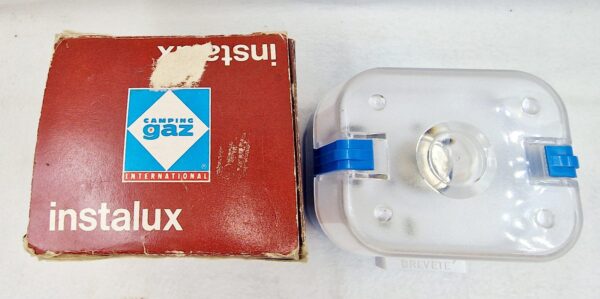 instalux
CAMPING
gaz
®
INTERNATIONAL
instalux
BREVETE